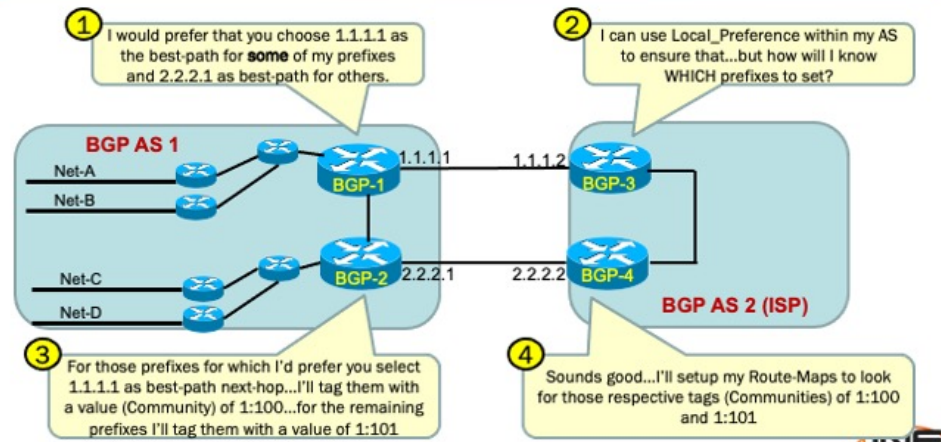 1
I would prefer that you choose 1.1.1.1 as
the best-path for some of my prefixes
and 2.2.2.1 as best-path for others.
2
I can use Local_Preference within my AS
to ensure that...but how will I know
WHICH prefixes to set?
BGP AS 1
Net-A
Net-B
Net-C
Net-D
BGP-1
1.1.1.1
1.1.1.2
BGP-3
BGP-2
2.2.2.1
2.2.2.2
BGP-4
BGP AS 2 (ISP)
3
For those prefixes for which I'd prefer you select
1.1.1.1 as best-path next-hop...I'll tag them with
a value (Community) of 1:100...for the remaining
prefixes I'll tag them with a value of 1:101
4
Sounds good...I'll setup my Route-Maps to look
for those respective tags (Communities) of 1:100
and 1:101